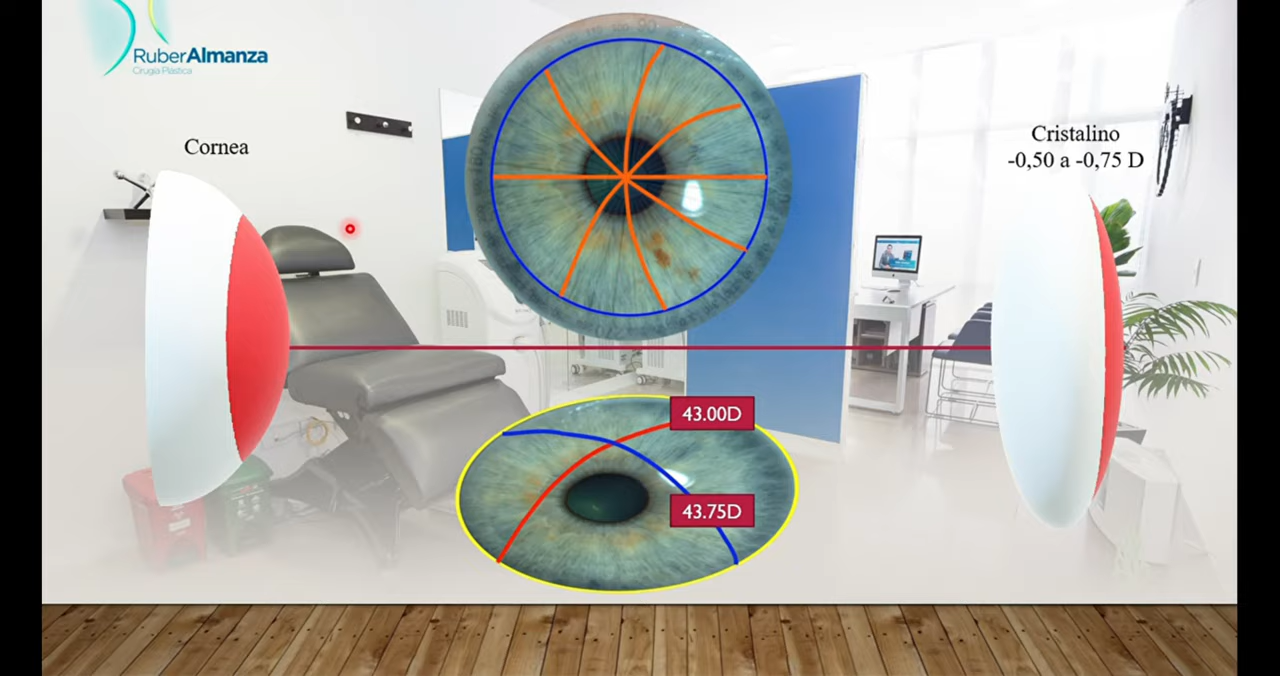 RuberAlmanza
Cirugía Plástica
Cornea
Cristalino
-0,50 a -0,75 D
43.00D
43.75D